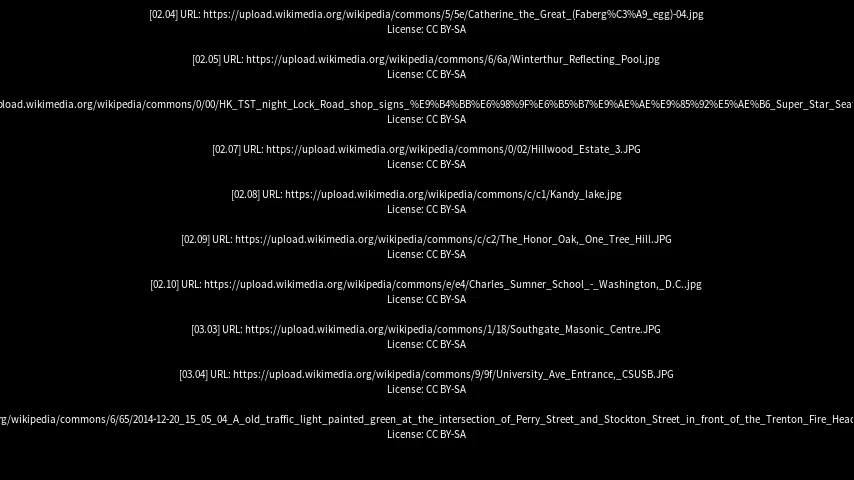 [02.04] URL: https://upload.wikimedia.org/wikipedia/commons/5/5e/Catherine_the_Great_(Faberg%C3%A9_egg)-04.jpg
License: CC BY-SA
[02.05] URL: https://upload.wikimedia.org/wikipedia/commons/6/6a/Winterthur_Reflecting_Pool.jpg
License: CC BY-SA
pload.wikimedia.org/wikipedia/commons/0/00/HK_TST_night_Lock_Road_shop_signs_%E9%B4%BB%E6%98%9F%E6%B5%B7%E9%AE%AE%E9%85%92%E5%AE%B6_Super_Star_Sea
License: CC BY-SA
[02.07] URL: https://upload.wikimedia.org/wikipedia/commons/0/02/Hillwood_Estate_3.JPG
License: CC BY-SA
[02.08] URL: https://upload.wikimedia.org/wikipedia/commons/c/c1/Kandy_lake.jpg
License: CC BY-SA
[02.09] URL: https://upload.wikimedia.org/wikipedia/commons/c/c2/The_Honor_Oak,_One_Tree_Hill.JPG
License: CC BY-SA
[02.10] URL: https://upload.wikimedia.org/wikipedia/commons/e/e4/Charles_Sumner_School_-_Washington,_D.C..jpg
License: CC BY-SA
[03.03] URL: https://upload.wikimedia.org/wikipedia/commons/1/18/Southgate_Masonic_Centre.JPG
License: CC BY-SA
[03.04] URL: https://upload.wikimedia.org/wikipedia/commons/9/9f/University_Ave_Entrance,_CSUSB.JPG
License: CC BY-SA
rg/wikipedia/commons/6/65/2014-12-20_15_05_04_A_old_traffic_light_painted_green_at_the_intersection_of_Perry_Street_and_Stockton_Street_in_front_of_the_Trenton_Fire_Head
License: CC BY-SA